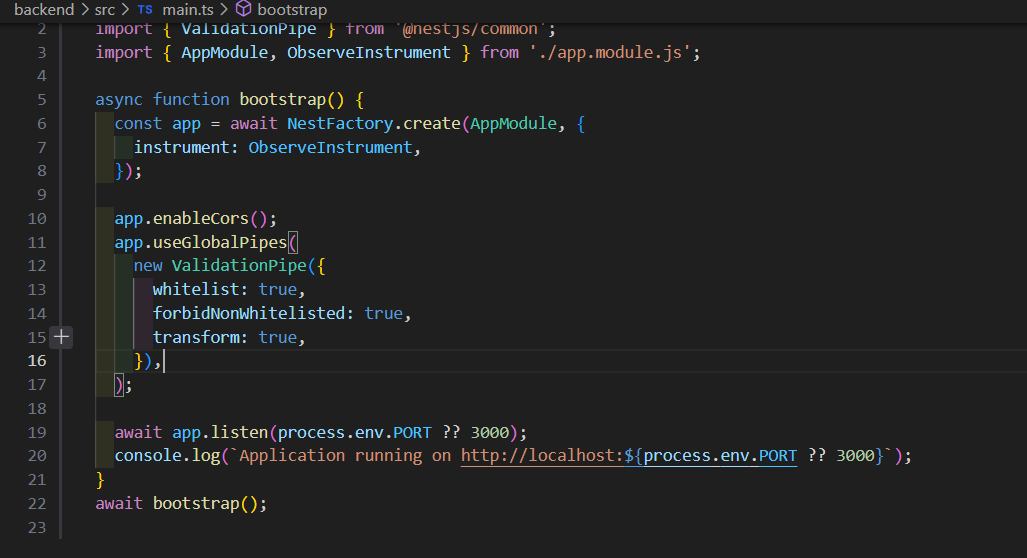 backend > src > TS main.ts > bootstrap
2 import { ValidationPipe } from '@nestjs/common';
3 import { AppModule, ObserveInstrument } from './app.module.js';
4
5 async function bootstrap() {
6   const app = await NestFactory.create(AppModule, {
7     instrument: ObserveInstrument,
8   });
9
10   app.enableCors();
11   app.useGlobalPipes(
12     new ValidationPipe({
13       whitelist: true,
14       forbidNonWhitelisted: true,
15       transform: true,
16     }),
17   );
18
19   await app.listen(process.env.PORT ?? 3000);
20   console.log(`Application running on http://localhost:${process.env.PORT ?? 3000}`);
21 }
22 await bootstrap();
23